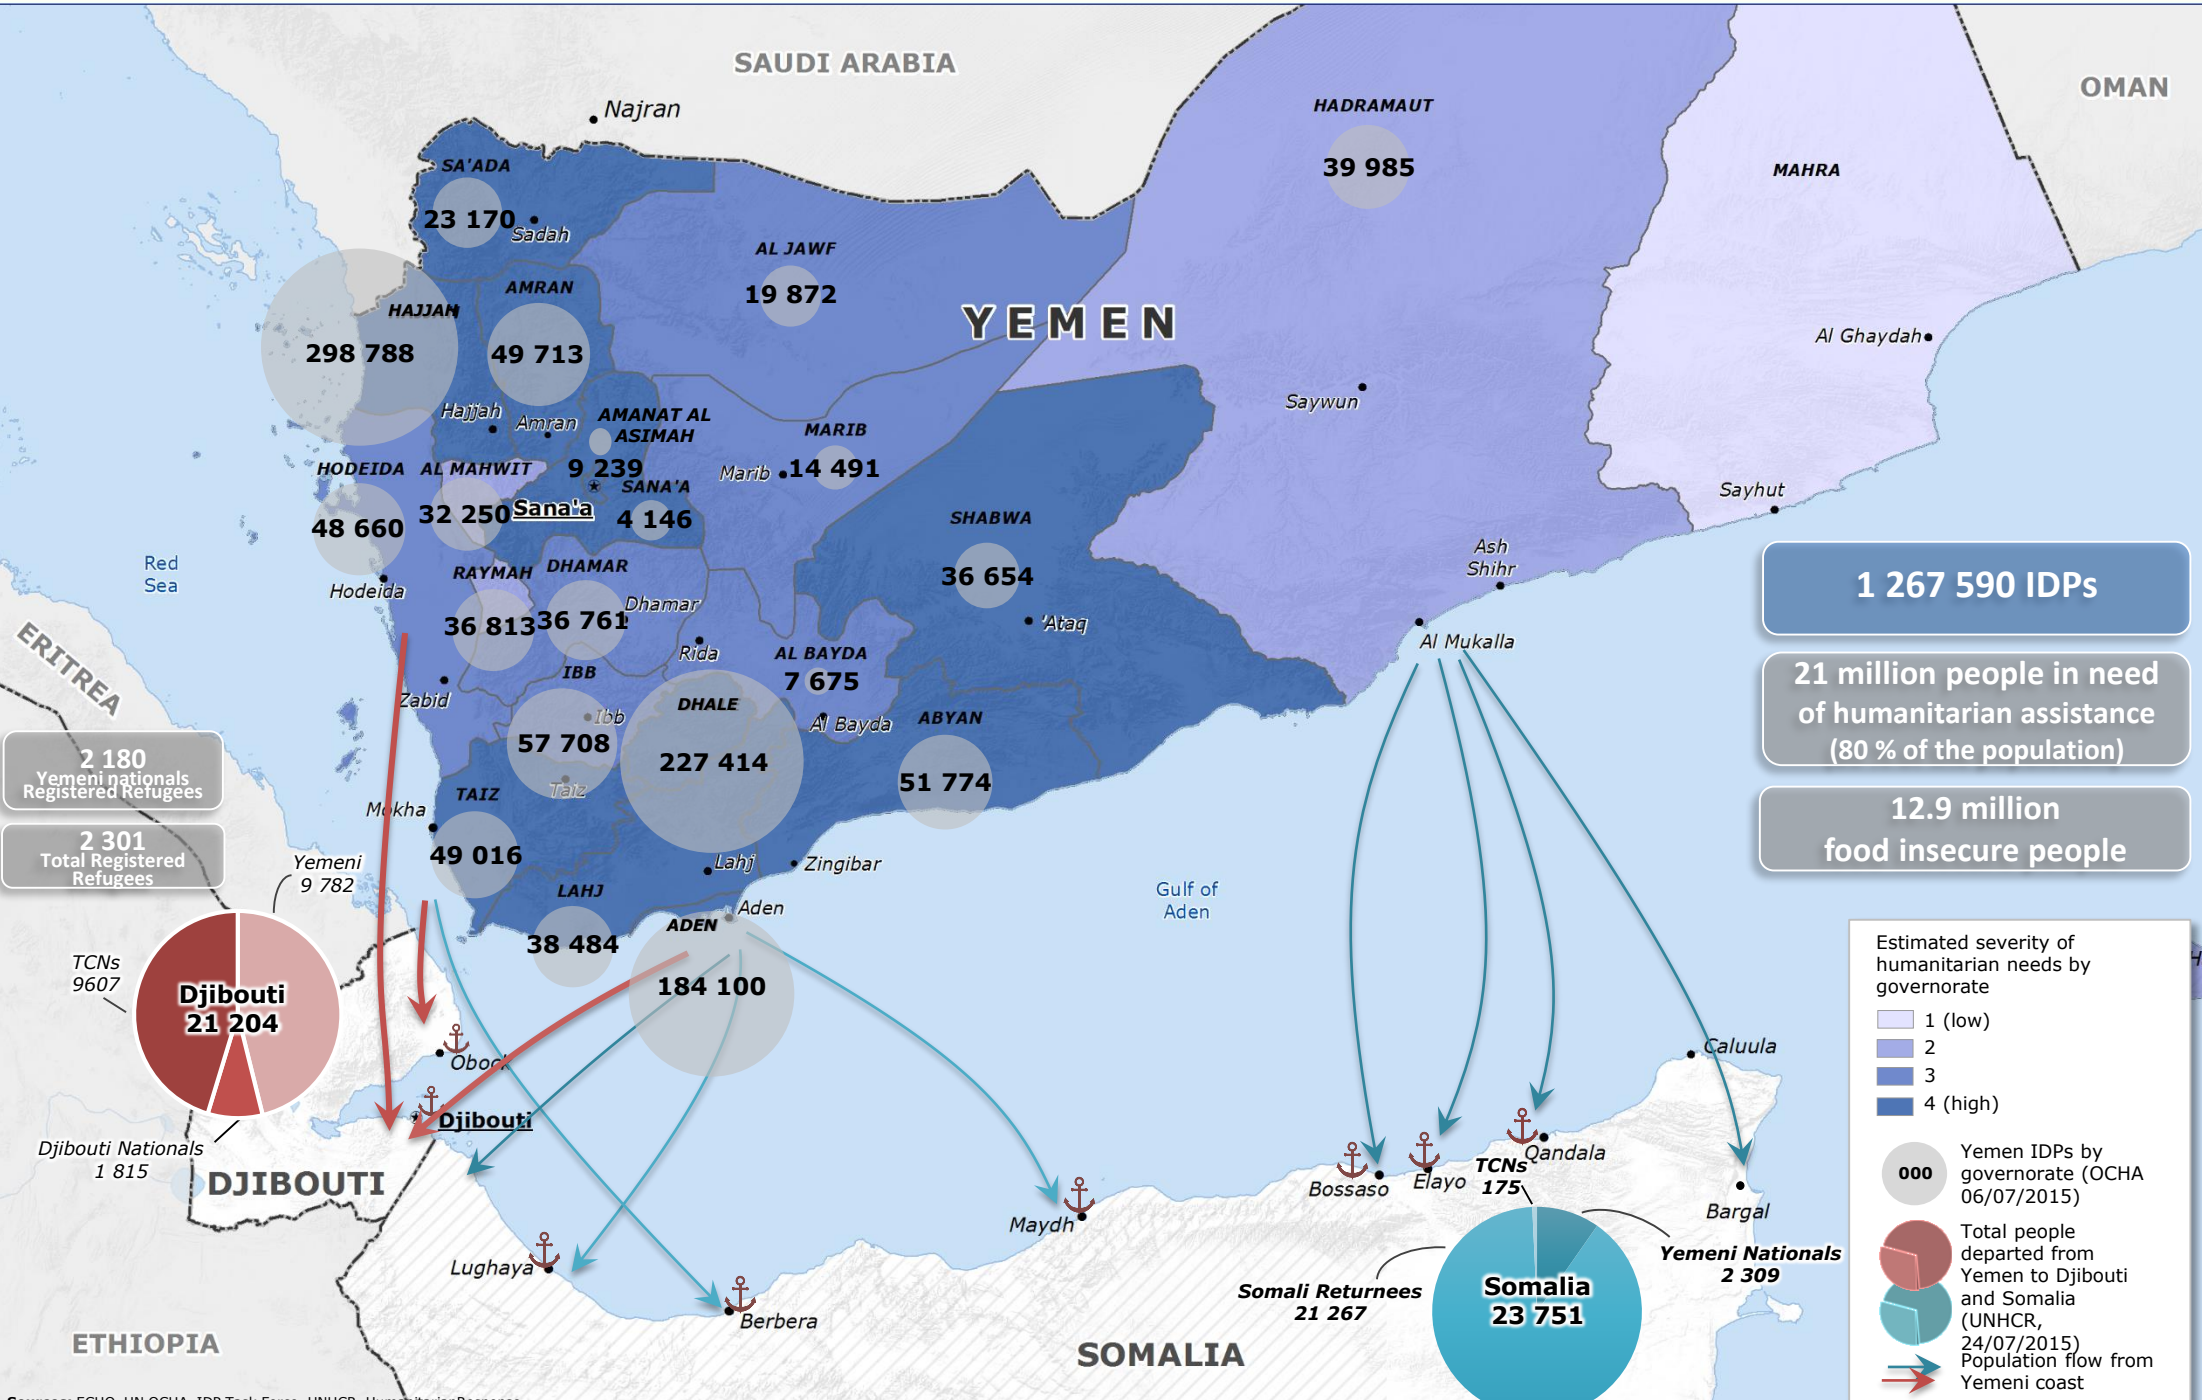 SAUDI ARABIA
OMAN
Najran
HADRAMAUT
39 985
MAHRA
SA'ADA
23 170
Sadah
AL JAWF
19 872
YEMEN
AMRAN
49 713
HAJJAH
298 788
Al Ghaydah
Saywun
Hajjah
Amran
AMANAT AL
ASIMAH
9 239
MARIB
Marib
14 491
HODEIDA
48 660
AL MAHWIT
32 250
Sana'a
SANA'A
4 146
Sayhut
SHABWA
36 654
Ash
Shihr
Red
Sea
Hodeida
RAYMAH
36 813
DHAMAR
36 761
Dhamar
'Ataq
Al Mukalla
1 267 590 IDPs
ERITREA
Rida
AL BAYDA
7 675
Al Bayda
IBB
Ibb
57 708
DHALE
227 414
ABYAN
51 774
Zabid
21 million people in need
of humanitarian assistance
(80 % of the population)
2 180
Yemeni nationals
Registered Refugees
Taiz
TAIZ
49 016
Mokha
12.9 million
food insecure people
2 301
Total Registered
Refugees
Yemeni
9 782
Lahj
Zingibar
LAHJ
38 484
Aden
ADEN
184 100
Gulf of
Aden
TCNs
9607
Djibouti
21 204
Djibouti Nationals
1 815
Obock
Djibouti
DJIBOUTI
Caluula
Qandala
TCNs
175
Bossaso
Elayo
Bargal
Maydh
Lughaya
Berbera
Somali Returnees
21 267
Somalia
23 751
Yemeni Nationals
2 309
ETHIOPIA
SOMALIA
Estimated severity of
humanitarian needs by
governorate
1 (low)
2
3
4 (high)
000
Yemen IDPs by
governorate (OCHA
06/07/2015)
Total people
departed from
Yemen to Djibouti
and Somalia
(UNHCR,
24/07/2015)
Population flow from
Yemeni coast